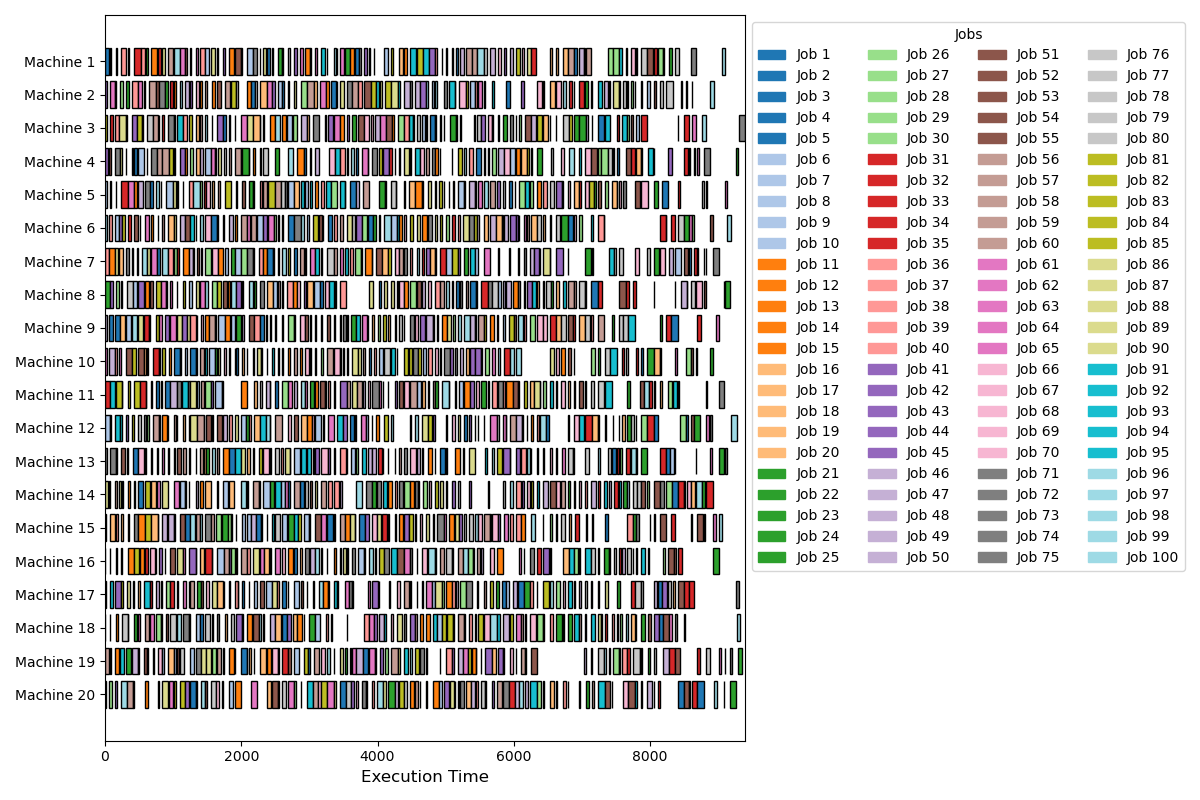 Machine 1
Machine 2
Machine 3
Machine 4
Machine 5
Machine 6
Machine 7
Machine 8
Machine 9
Machine 10
Machine 11
Machine 12
Machine 13
Machine 14
Machine 15
Machine 16
Machine 17
Machine 18
Machine 19
Machine 20
0 2000 4000 6000 8000
Execution Time
Jobs
Job 1 Job 26 Job 51 Job 76
Job 2 Job 27 Job 52 Job 77
Job 3 Job 28 Job 53 Job 78
Job 4 Job 29 Job 54 Job 79
Job 5 Job 30 Job 55 Job 80
Job 6 Job 31 Job 56 Job 81
Job 7 Job 32 Job 57 Job 82
Job 8 Job 33 Job 58 Job 83
Job 9 Job 34 Job 59 Job 84
Job 10 Job 35 Job 60 Job 85
Job 11 Job 36 Job 61 Job 86
Job 12 Job 37 Job 62 Job 87
Job 13 Job 38 Job 63 Job 88
Job 14 Job 39 Job 64 Job 89
Job 15 Job 40 Job 65 Job 90
Job 16 Job 41 Job 66 Job 91
Job 17 Job 42 Job 67 Job 92
Job 18 Job 43 Job 68 Job 93
Job 19 Job 44 Job 69 Job 94
Job 20 Job 45 Job 70 Job 95
Job 21 Job 46 Job 71 Job 96
Job 22 Job 47 Job 72 Job 97
Job 23 Job 48 Job 73 Job 98
Job 24 Job 49 Job 74 Job 99
Job 25 Job 50 Job 75 Job 100